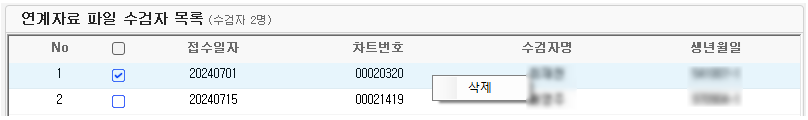 연계자료 파일 수검자 목록 (수검자 2명)
No 접수일자 차트번호 수검자명 생년월일
1 20240701 00020320
삭제
2 20240715 00021419